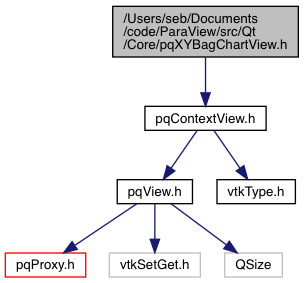 /Users/seb/Documents
/code/ParaView/src/Qt
/Core/pqXYBagChartView.h
pqContextView.h
pqView.h
vtkType.h
pqProxy.h
vtkSetGet.h
QSize